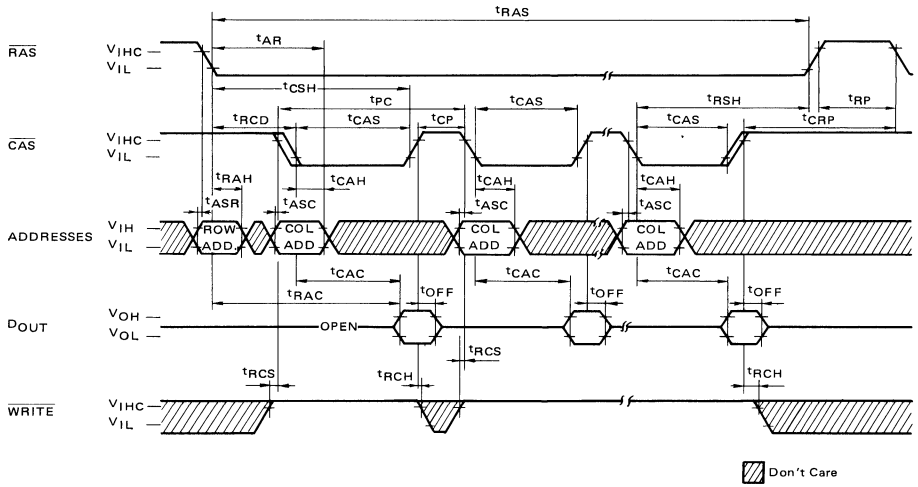 tRAS
tAR
RAS
VIHC
VIL
tCSH
tPC
tCAS
tRSH
tRP
tRCD
tCAS
tCP
tCAS
tCRP
CAS
VIHC
VIL
tRAH
tCAH
tCAH
tCAH
tASR
tASC
tASC
tASC
ADDRESSES
VIH
VIL
ROW ADD.
COL ADD
COL ADD
COL ADD
tCAC
tCAC
tCAC
tRAC
tOFF
tOFF
tOFF
DOUT
VOH
VOL
OPEN
tRCS
tRCS
tRCH
tRCH
WRITE
VIHC
VIL
Don't Care